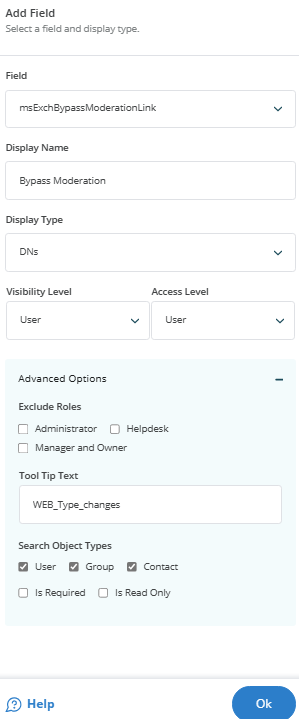 Add Field
Select a field and display type.
Field
msExchBypassModerationLink
Display Name
Bypass Moderation
Display Type
DNs
Visibility Level Access Level
User User
Advanced Options
Exclude Roles
Administrator Helpdesk
Manager and Owner
Tool Tip Text
WEB_Type_changes
Search Object Types
User Group Contact
Is Required Is Read Only
Help Ok